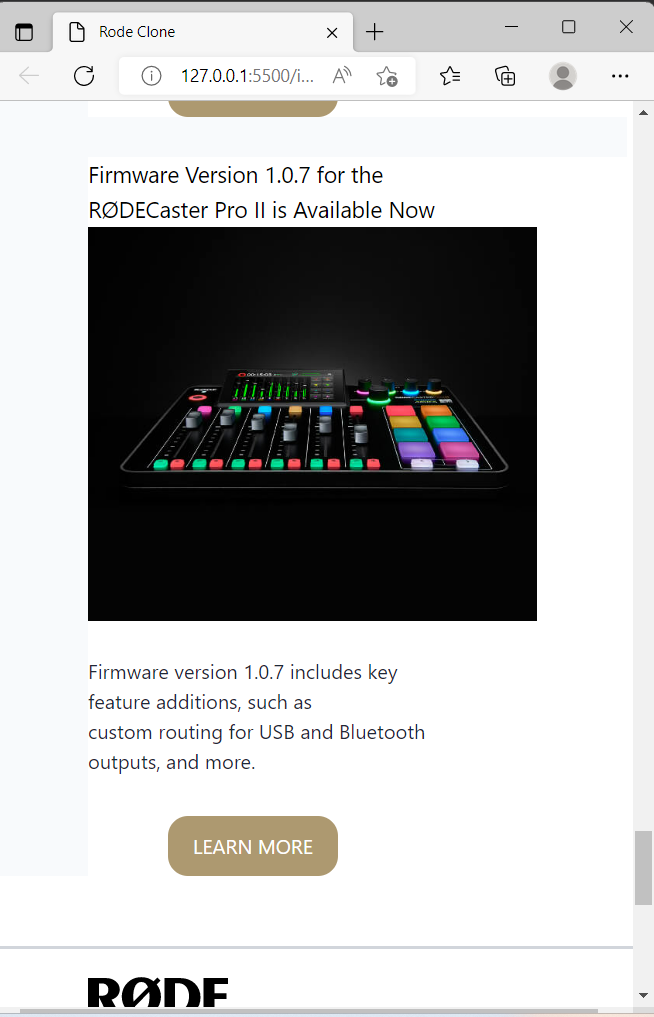 Rode Clone
127.0.0.1:5500/i...
Firmware Version 1.0.7 for the
RØDECaster Pro II is Available Now
Firmware version 1.0.7 includes key
feature additions, such as
custom routing for USB and Bluetooth
outputs, and more.
LEARN MORE
RØDE